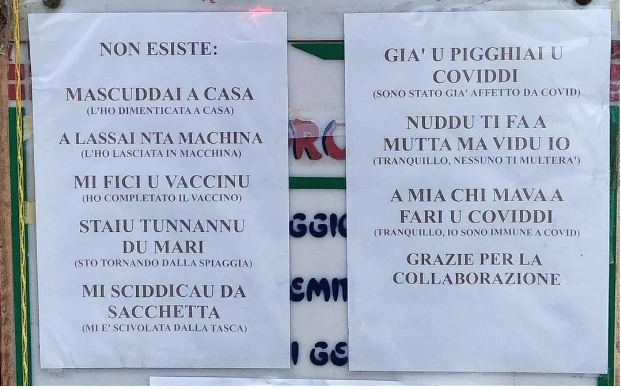 NON ESISTE:
MASCUDDAI A CASA
(L'HO DIMENTICATA A CASA)
A LASSAI NTA MACHINA
(L'HO LASCIATA IN MACCHINA)
MI FICI U VACCINU
(HO COMPLETATO IL VACCINO)
STAIU TUNNANNU
DU MARI
(STO TORNANDO DALLA SPIAGGIA)
MI SCIDDICAU DA
SACCHETTA
(MI E' SCIVOLATA DALLA TASCA)
GIA' U PIGGHIAI U
COVIDDI
(SONO STATO GIA' AFFETTO DA COVID)
NUDDU TI FA A
MUTTA MA VIDU IO
(TRANQUILLO, NESSUNO TI MULTERA')
A MIA CHI MAVA A
FARI U COVIDDI
(TRANQUILLO, IO SONO IMMUNE A COVID)
GRAZIE PER LA
COLLABORAZIONE